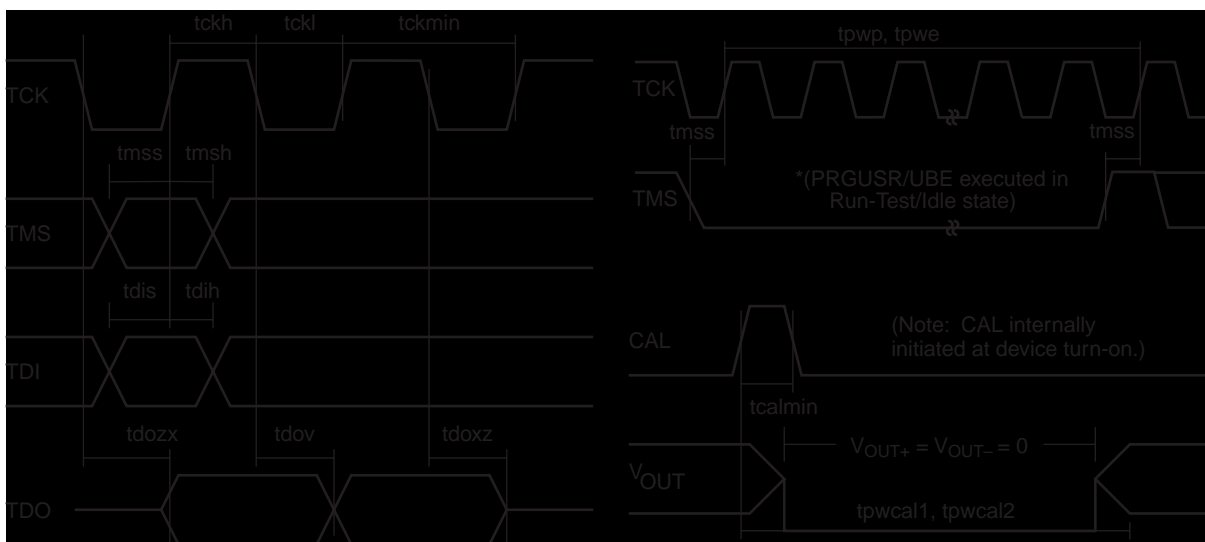 tckh tckl tckmin
TCK
tmss tmsh
TMS
tdis tdih
TDI
tdozx tdov tdoxz
TDO
tpwp, tpwe
TCK
tmss tmss
*(PRGUSR/UBE executed in
Run-Test/Idle state)
TMS
CAL
(Note: CAL internally
initiated at device turn-on.)
tcalmin
VOUT+ = VOUT– = 0
VOUT
tpwcal1, tpwcal2